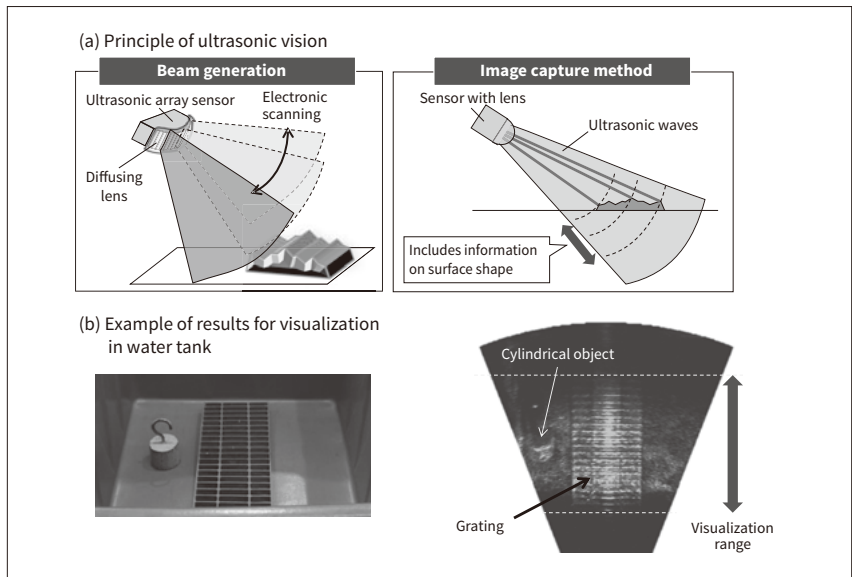 (a) Principle of ultrasonic vision
Beam generation
Ultrasonic array sensor
Electronic
scanning
Diffusing
lens
Image capture method
Sensor with lens
Ultrasonic waves
Includes information
on surface shape
(b) Example of results for visualization
in water tank
Cylindrical object
Grating
Visualization
range